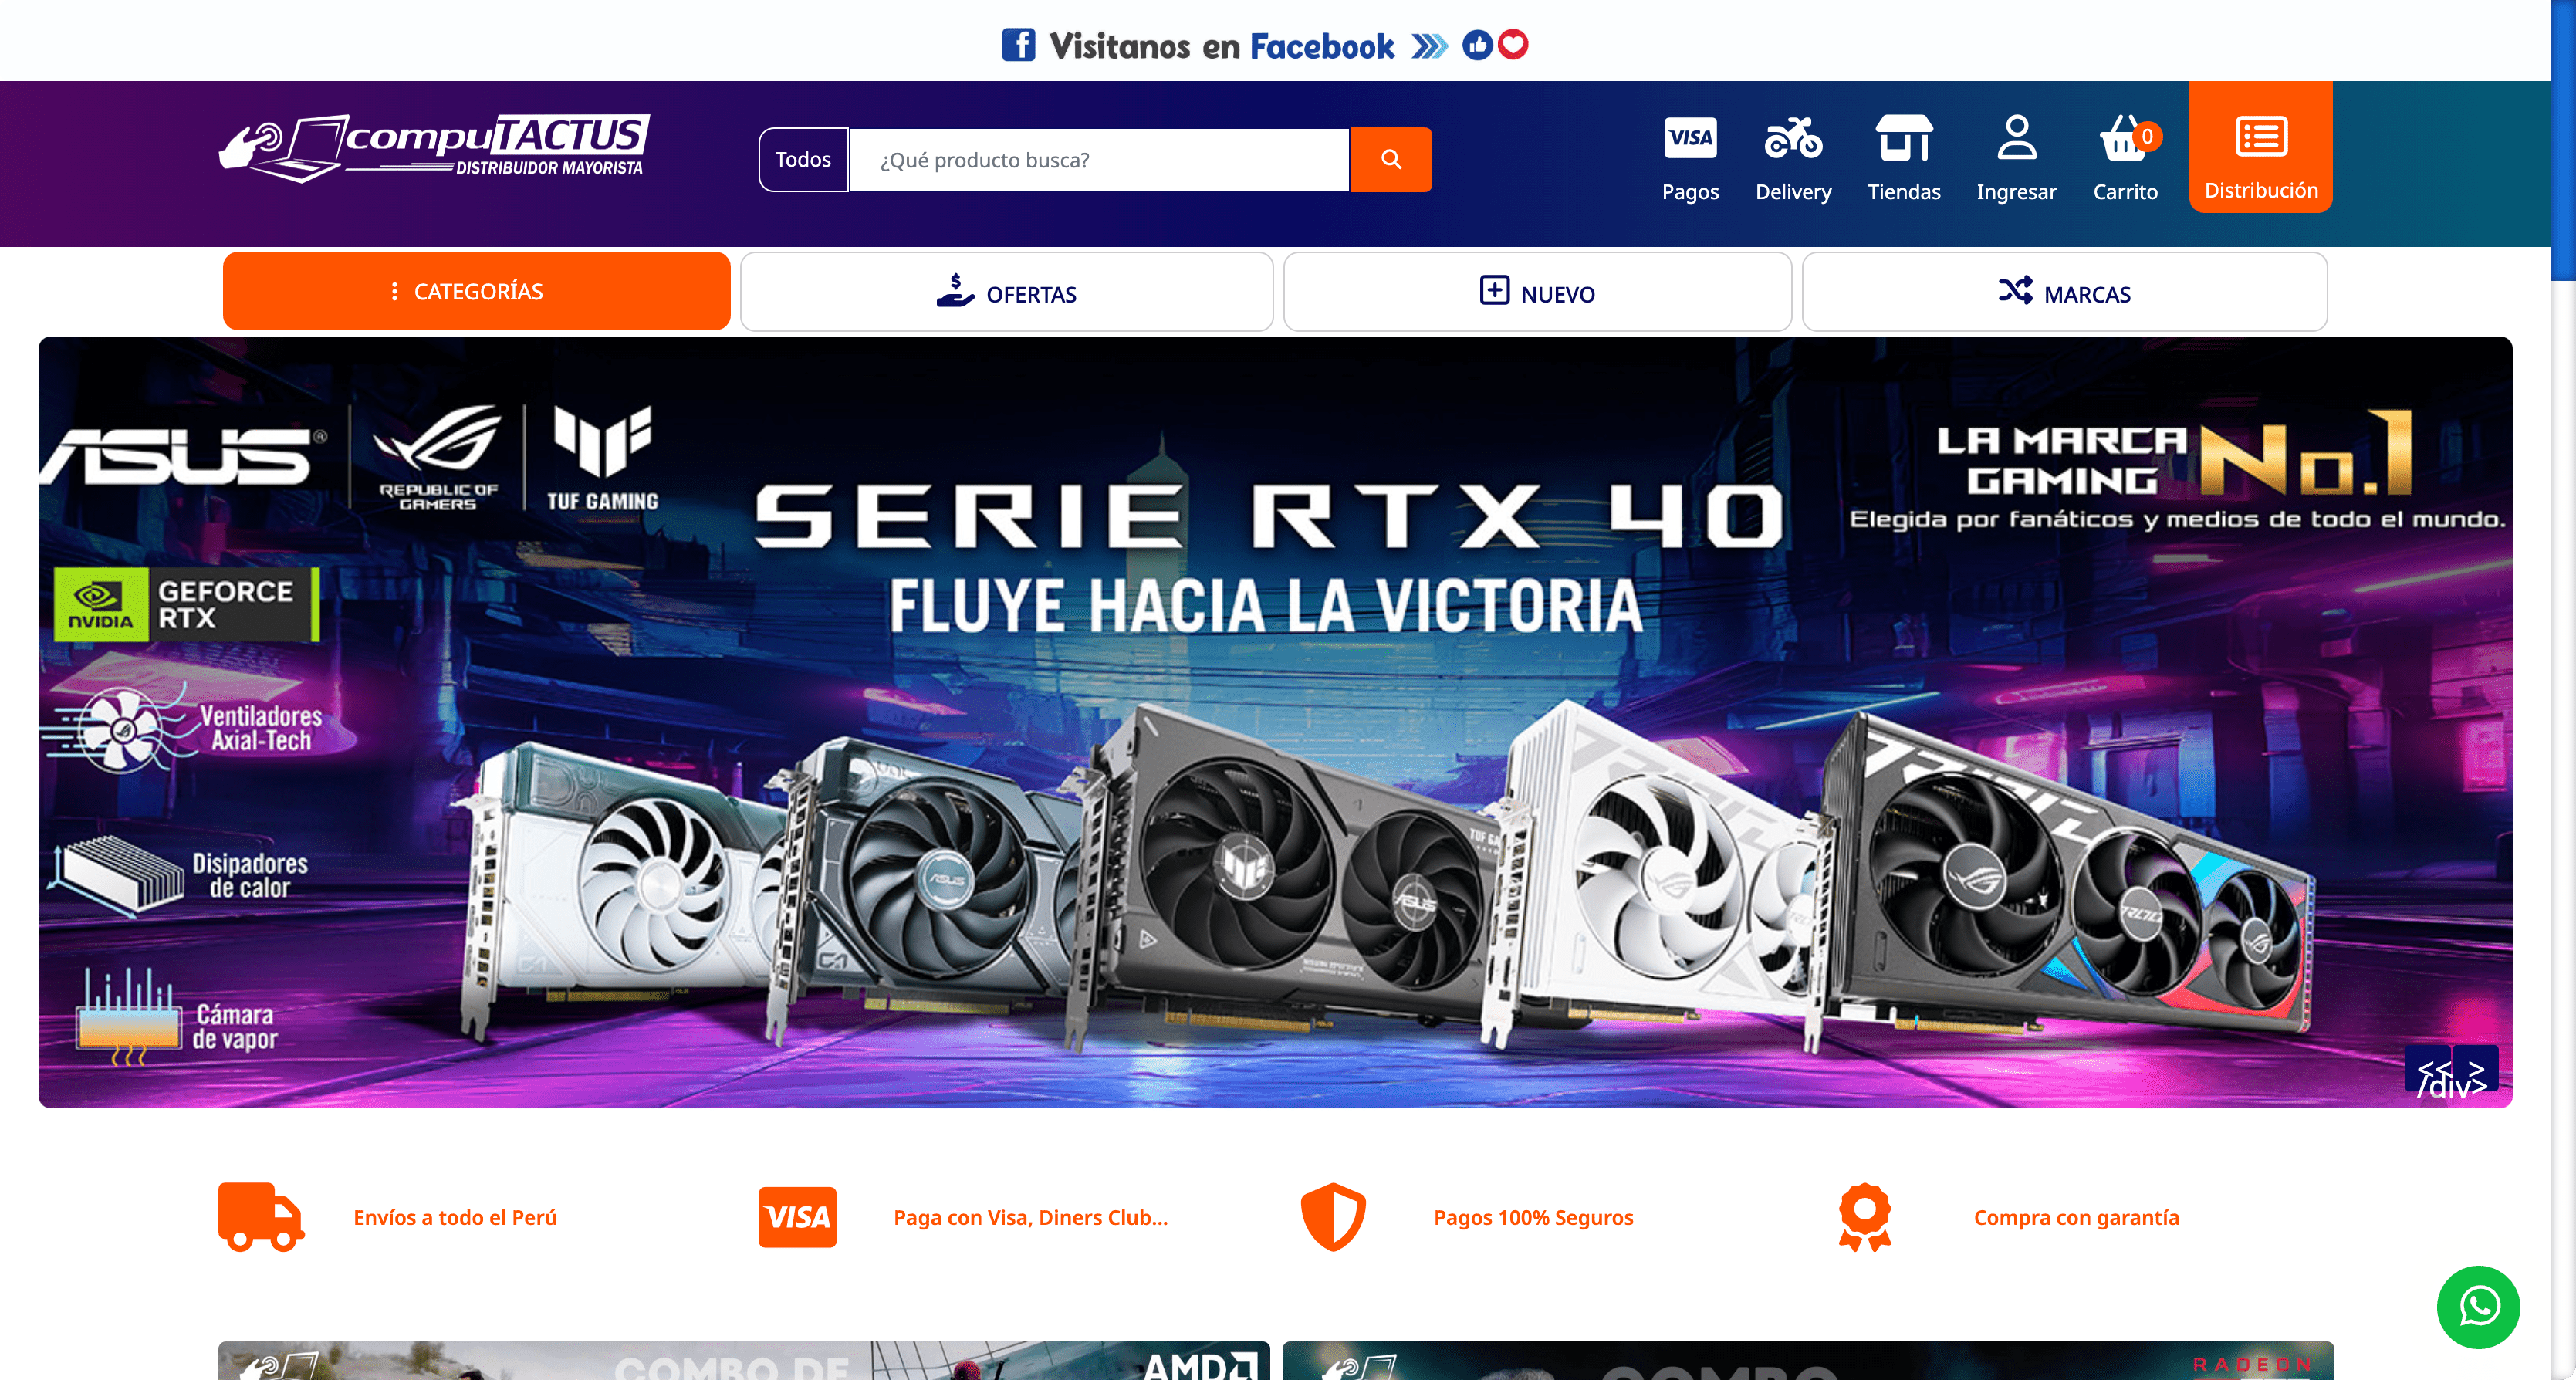 Visitanos en Facebook
compuTACTUS
DISTRIBUIDOR MAYORISTA
Todos
¿Qué producto busca?
VISA
Pagos
Delivery
Tiendas
Ingresar
0
Carrito
Distribución
CATEGORÍAS
OFERTAS
NUEVO
MARCAS
ASUS®
REPUBLIC OF
GAMERS
TUF GAMING
SERIE RTX 40
FLUYE HACIA LA VICTORIA
LA MARCA
GAMING
No.1
Elegida por fanáticos y medios de todo el mundo.
NVIDIA
GEFORCE
RTX
Ventiladores
Axial-Tech
Disipadores
de calor
Cámara
de vapor
ASUS
TUF GA
ASUS
<< >
/div>
Envíos a todo el Perú
VISA
Paga con Visa, Diners Club...
Pagos 100% Seguros
Compra con garantía
COMBO DE
AMD
COMBO
RADEON